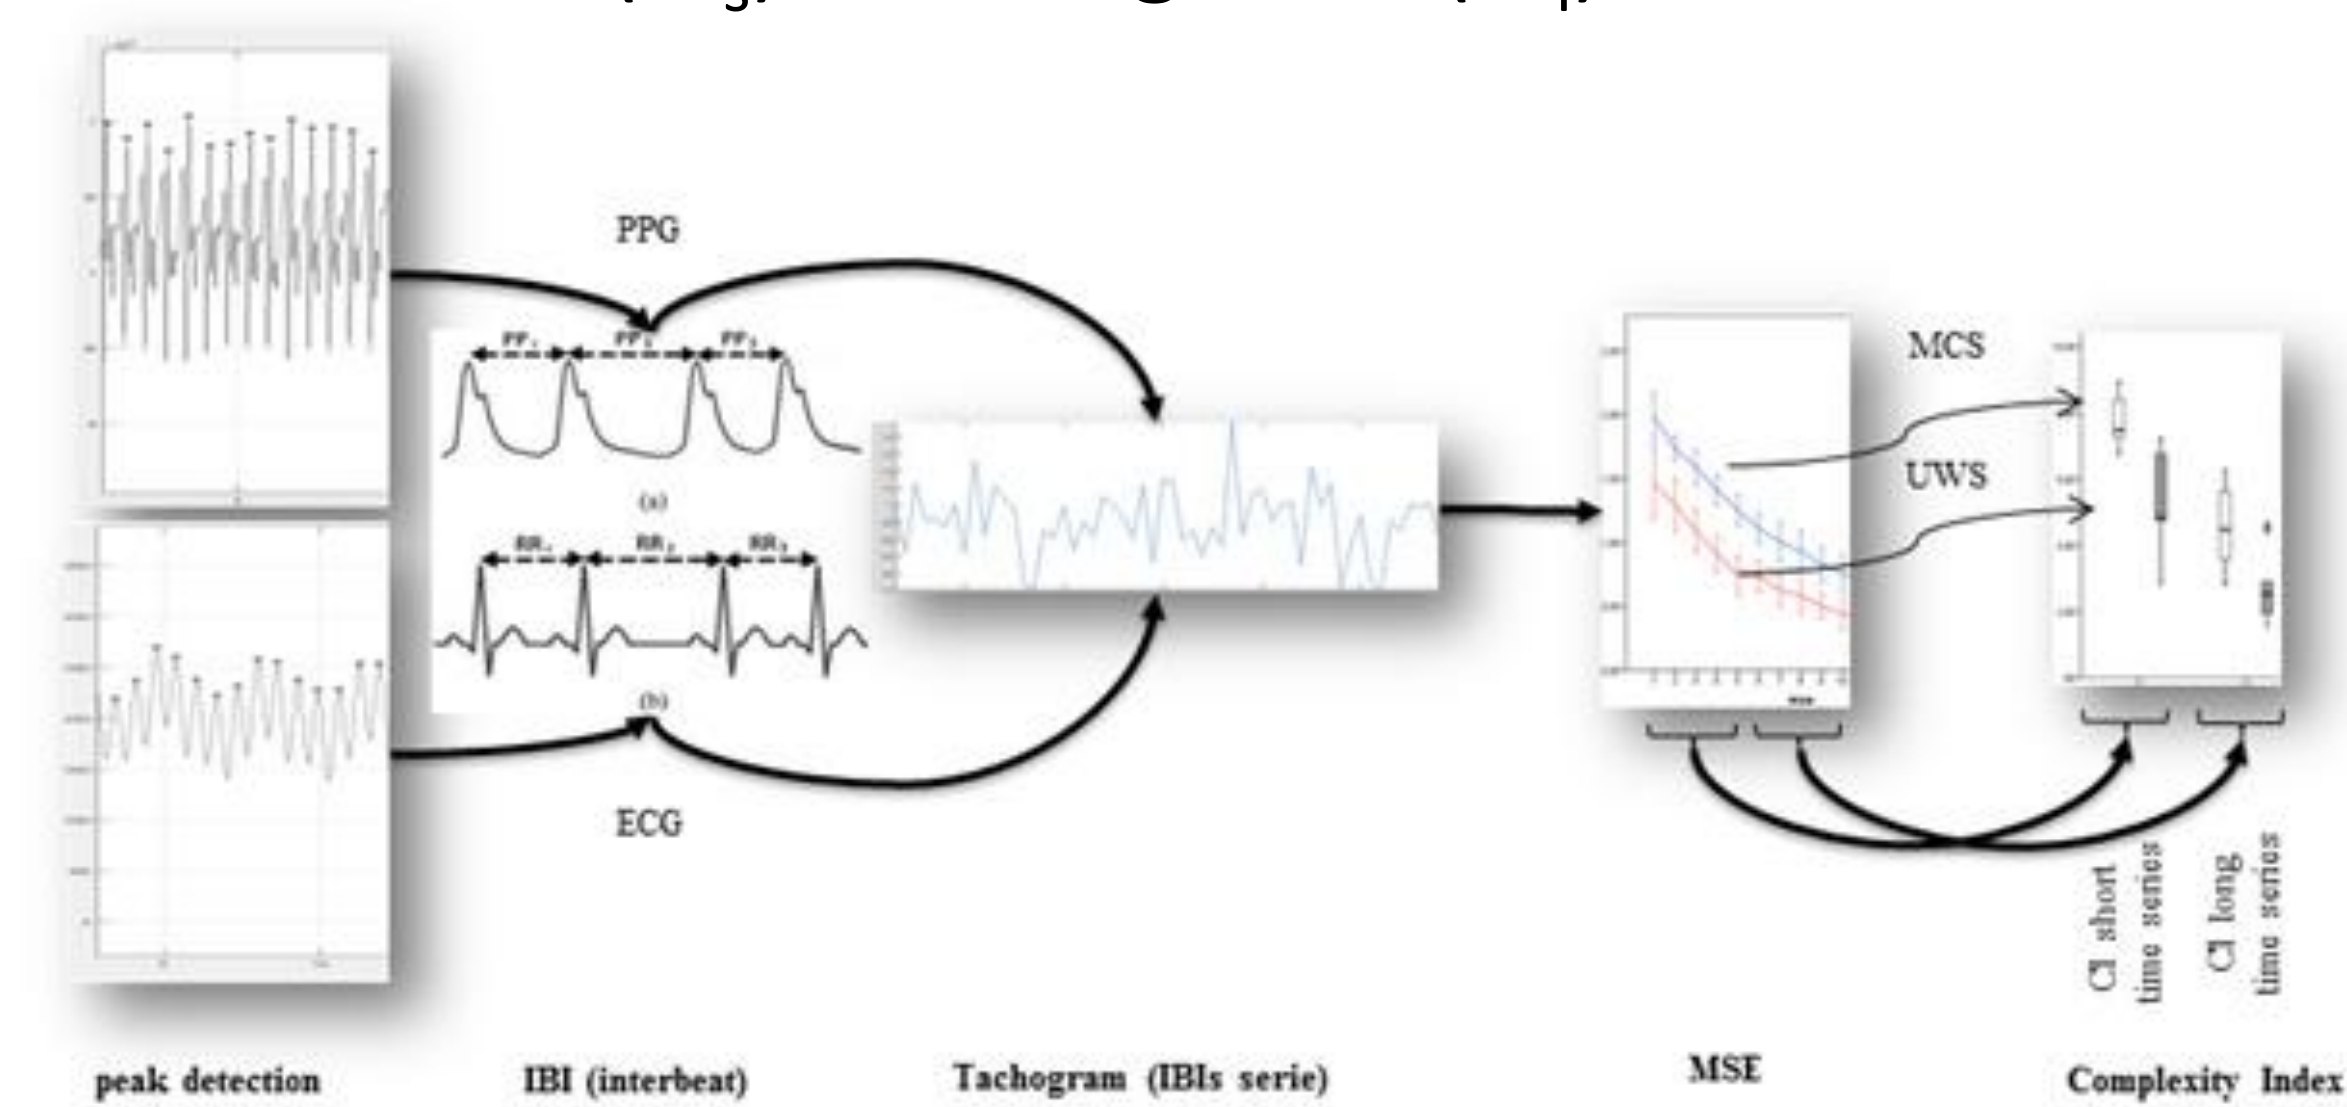 PPG
PP₁ PP₂ PP₃
(a)
RR₁ RR₂ RR₃
(b)
ECG
MCS
UWS
CI short
time series
CI long
time series
peak detection
IBI (interbeat)
Tachogram (IBIs serie)
MSE
Complexity Index